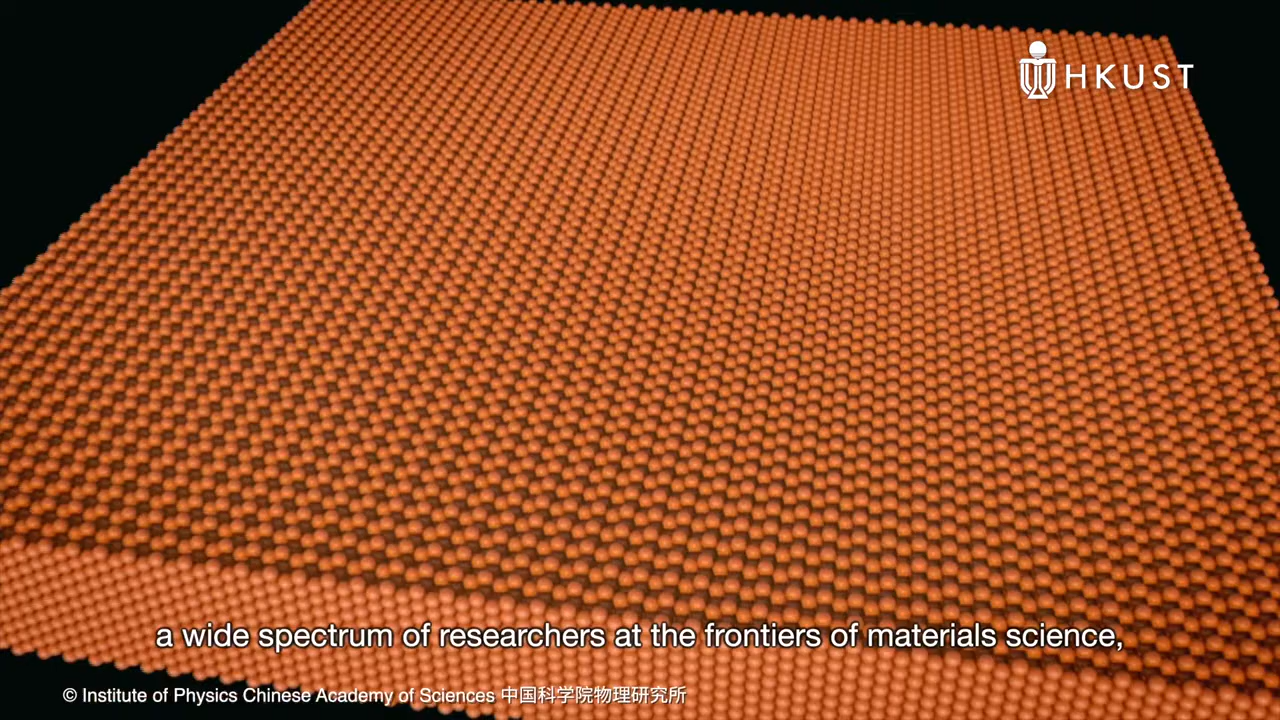 HKUST
a wide spectrum of researchers at the frontiers of materials science,
© Institute of Physics Chinese Academy of Sciences 中国科学院物理研究所